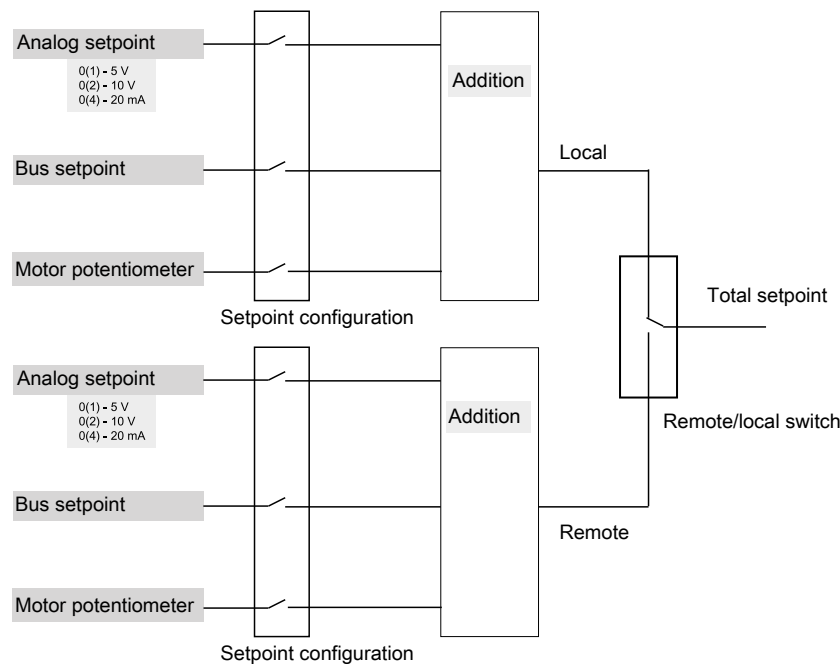 Analog setpoint
0(1) - 5 V
0(2) - 10 V
0(4) - 20 mA
Addition
Bus setpoint
Local
Motor potentiometer
Total setpoint
Setpoint configuration
Analog setpoint
0(1) - 5 V
0(2) - 10 V
0(4) - 20 mA
Addition
Remote/local switch
Bus setpoint
Remote
Motor potentiometer
Setpoint configuration